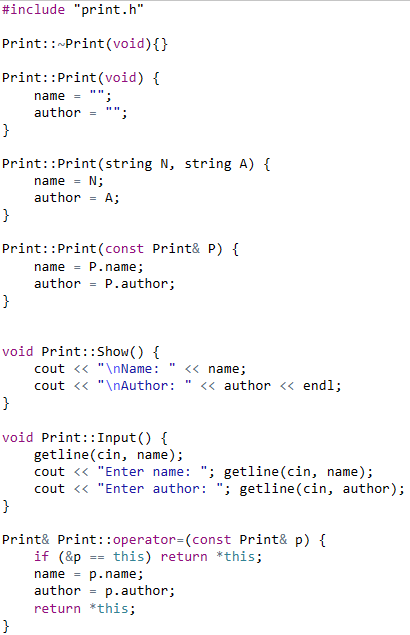 #include "print.h"
Print::~Print(void){}
Print::Print(void) {
    name = "";
    author = "";
}
Print::Print(string N, string A) {
    name = N;
    author = A;
}
Print::Print(const Print& P) {
    name = P.name;
    author = P.author;
}
void Print::Show() {
    cout << "\nName: " << name;
    cout << "\nAuthor: " << author << endl;
}
void Print::Input() {
    getline(cin, name);
    cout << "Enter name: "; getline(cin, name);
    cout << "Enter author: "; getline(cin, author);
}
Print& Print::operator=(const Print& p) {
    if (&p == this) return *this;
    name = p.name;
    author = p.author;
    return *this;
}